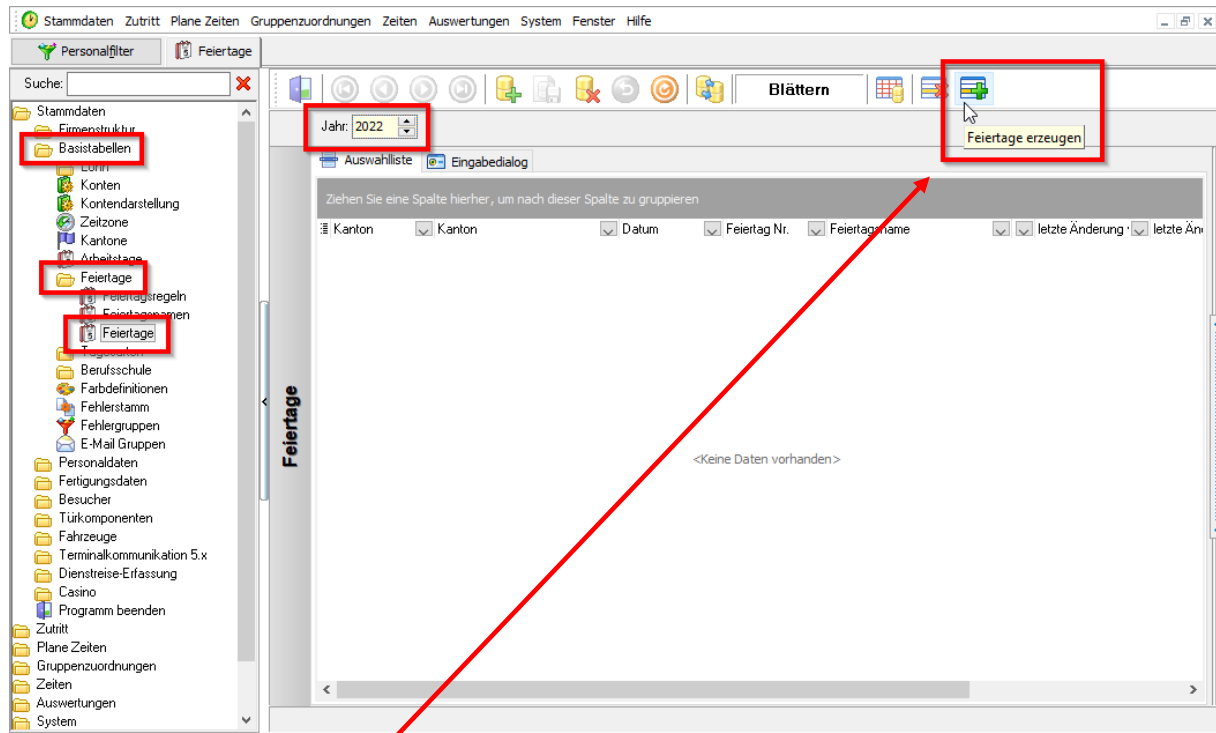 Stammdaten Zutritt Plane Zeiten Gruppenzuordnungen Zeiten Auswertungen System Fenster Hilfe
Personalfilter Feiertage
Suche:
Blättern
Feiertage erzeugen
Jahr: 2022
Auswahlliste Eingabedialog
Ziehen Sie eine Spalte hierher, um nach dieser Spalte zu gruppieren
Kanton Kanton Datum Feiertag Nr. Feiertagsname letzte Änderung letzte Än
<Keine Daten vorhanden>
Feiertage
Stammdaten
Firmenstruktur
Basistabellen
Lohn
Konten
Kontendarstellung
Zeitzone
Kantone
Arbeitstage
Feiertage
Feiertagsregeln
Feiertagsnamen
Feiertage
Berufsschule
Farbdefinitionen
Fehlerstamm
Fehlergruppen
E-Mail Gruppen
Personaldaten
Fertigungsdaten
Besucher
Türkomponenten
Fahrzeuge
Terminalkommunikation 5.x
Dienstreise-Erfassung
Casino
Programm beenden
Zutritt
Plane Zeiten
Gruppenzuordnungen
Zeiten
Auswertungen
System